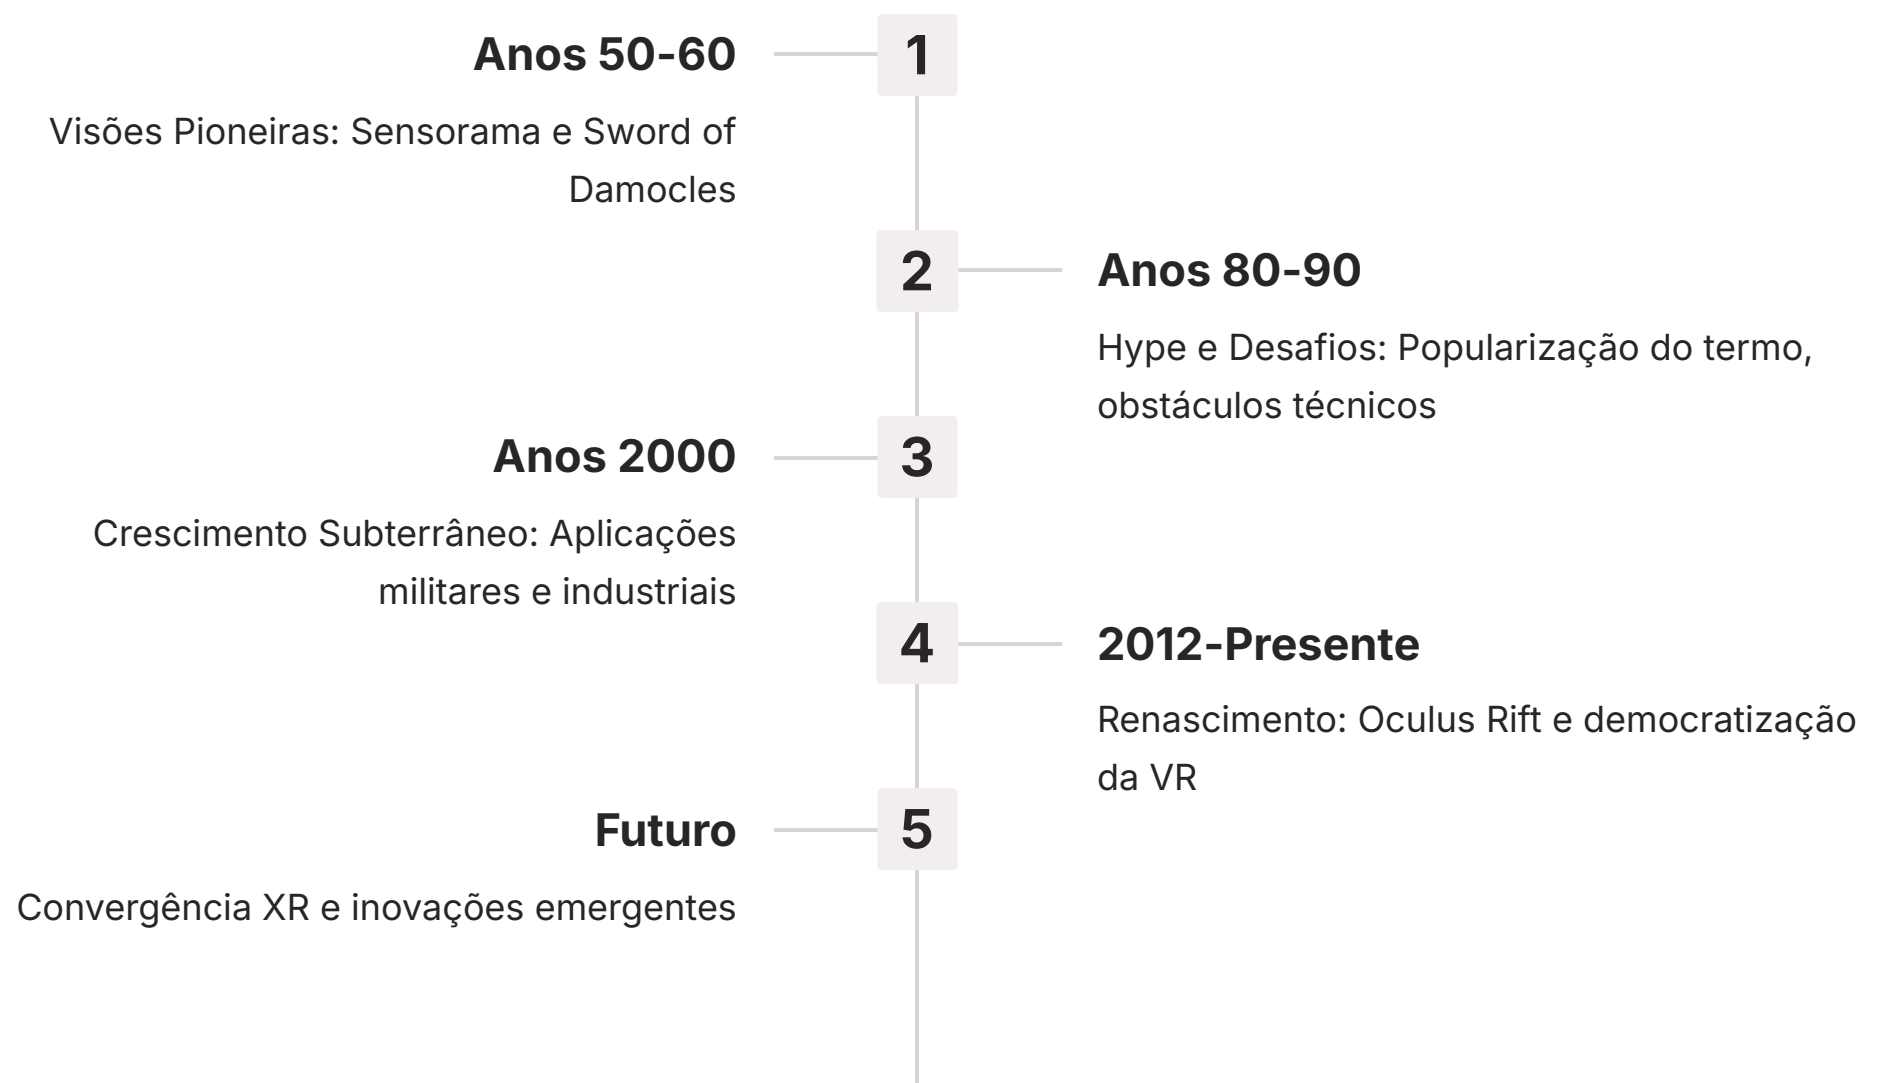 Anos 50-60
1
Visões Pioneiras: Sensorama e Sword of
Damocles
2
Anos 80-90
Hype e Desafios: Popularização do termo,
obstáculos técnicos
Anos 2000
3
Crescimento Subterrâneo: Aplicações
militares e industriais
4
2012-Presente
Renascimento: Oculus Rift e democratização
da VR
Futuro
5
Convergência XR e inovações emergentes